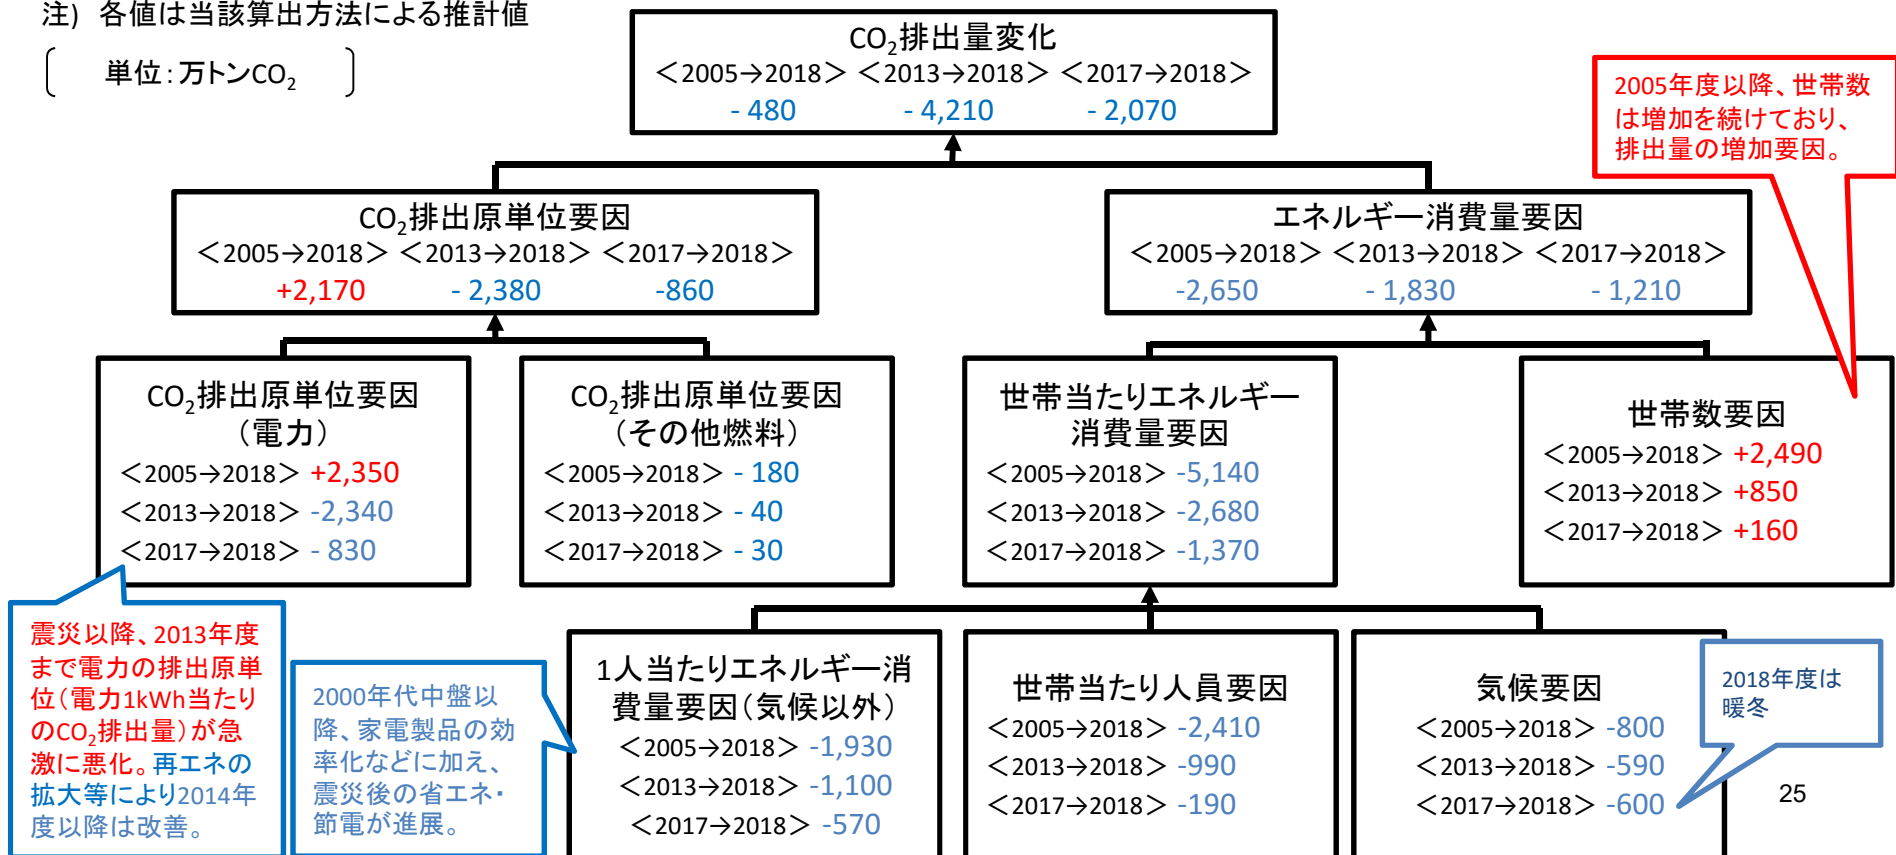 注) 各値は当該算出方法による推計値
単位：万トンCO₂
CO₂排出量変化
＜2005→2018＞ ＜2013→2018＞ ＜2017→2018＞
- 480 - 4,210 - 2,070
2005年度以降、世帯数
は増加を続けており、
排出量の増加要因。
CO₂排出原単位要因
＜2005→2018＞ ＜2013→2018＞ ＜2017→2018＞
+2,170 - 2,380 -860
エネルギー消費量要因
＜2005→2018＞ ＜2013→2018＞ ＜2017→2018＞
-2,650 - 1,830 - 1,210
CO₂排出原単位要因
（電力）
＜2005→2018＞ +2,350
＜2013→2018＞ -2,340
＜2017→2018＞ - 830
CO₂排出原単位要因
（その他燃料）
＜2005→2018＞ - 180
＜2013→2018＞ - 40
＜2017→2018＞ - 30
世帯当たりエネルギー
消費量要因
＜2005→2018＞ -5,140
＜2013→2018＞ -2,680
＜2017→2018＞ -1,370
世帯数要因
＜2005→2018＞ +2,490
＜2013→2018＞ +850
＜2017→2018＞ +160
震災以降、2013年度
まで電力の排出原単
位（電力1kWh当たり
のCO₂排出量）が急
激に悪化。再エネの
拡大等により2014年
度以降は改善。
2000年代中盤以
降、家電製品の効
率化などに加え、
震災後の省エネ・
節電が進展。
1人当たりエネルギー消
費量要因（気候以外）
＜2005→2018＞ -1,930
＜2013→2018＞ -1,100
＜2017→2018＞ -570
世帯当たり人員要因
＜2005→2018＞ -2,410
＜2013→2018＞ -990
＜2017→2018＞ -190
気候要因
＜2005→2018＞ -800
＜2013→2018＞ -590
＜2017→2018＞ -600
2018年度は
暖冬
25